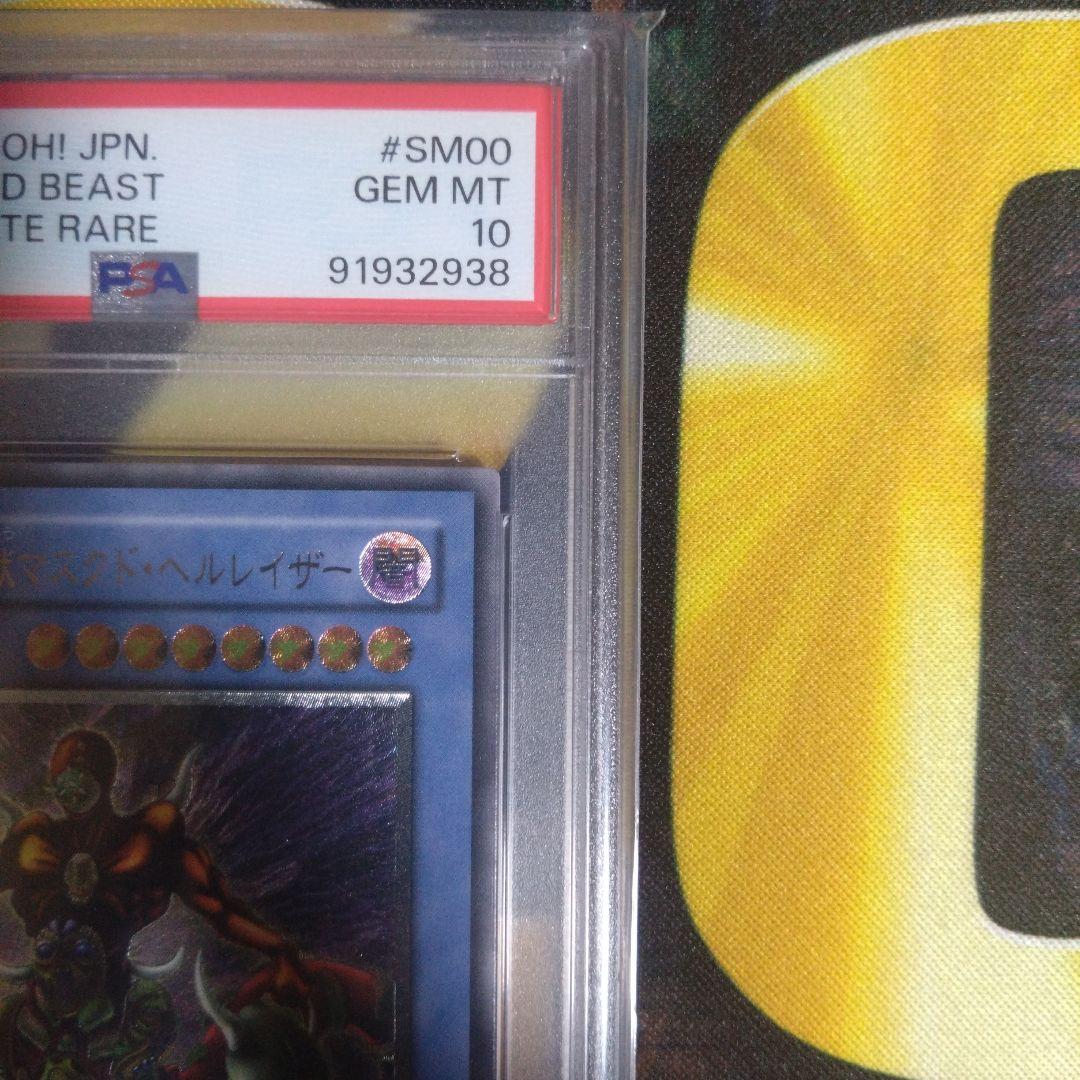 OH! JPN. #SM00
D BEAST GEM MT
TE RARE 10
PSA 91932938
マスクド・ヘルレイザー 闇